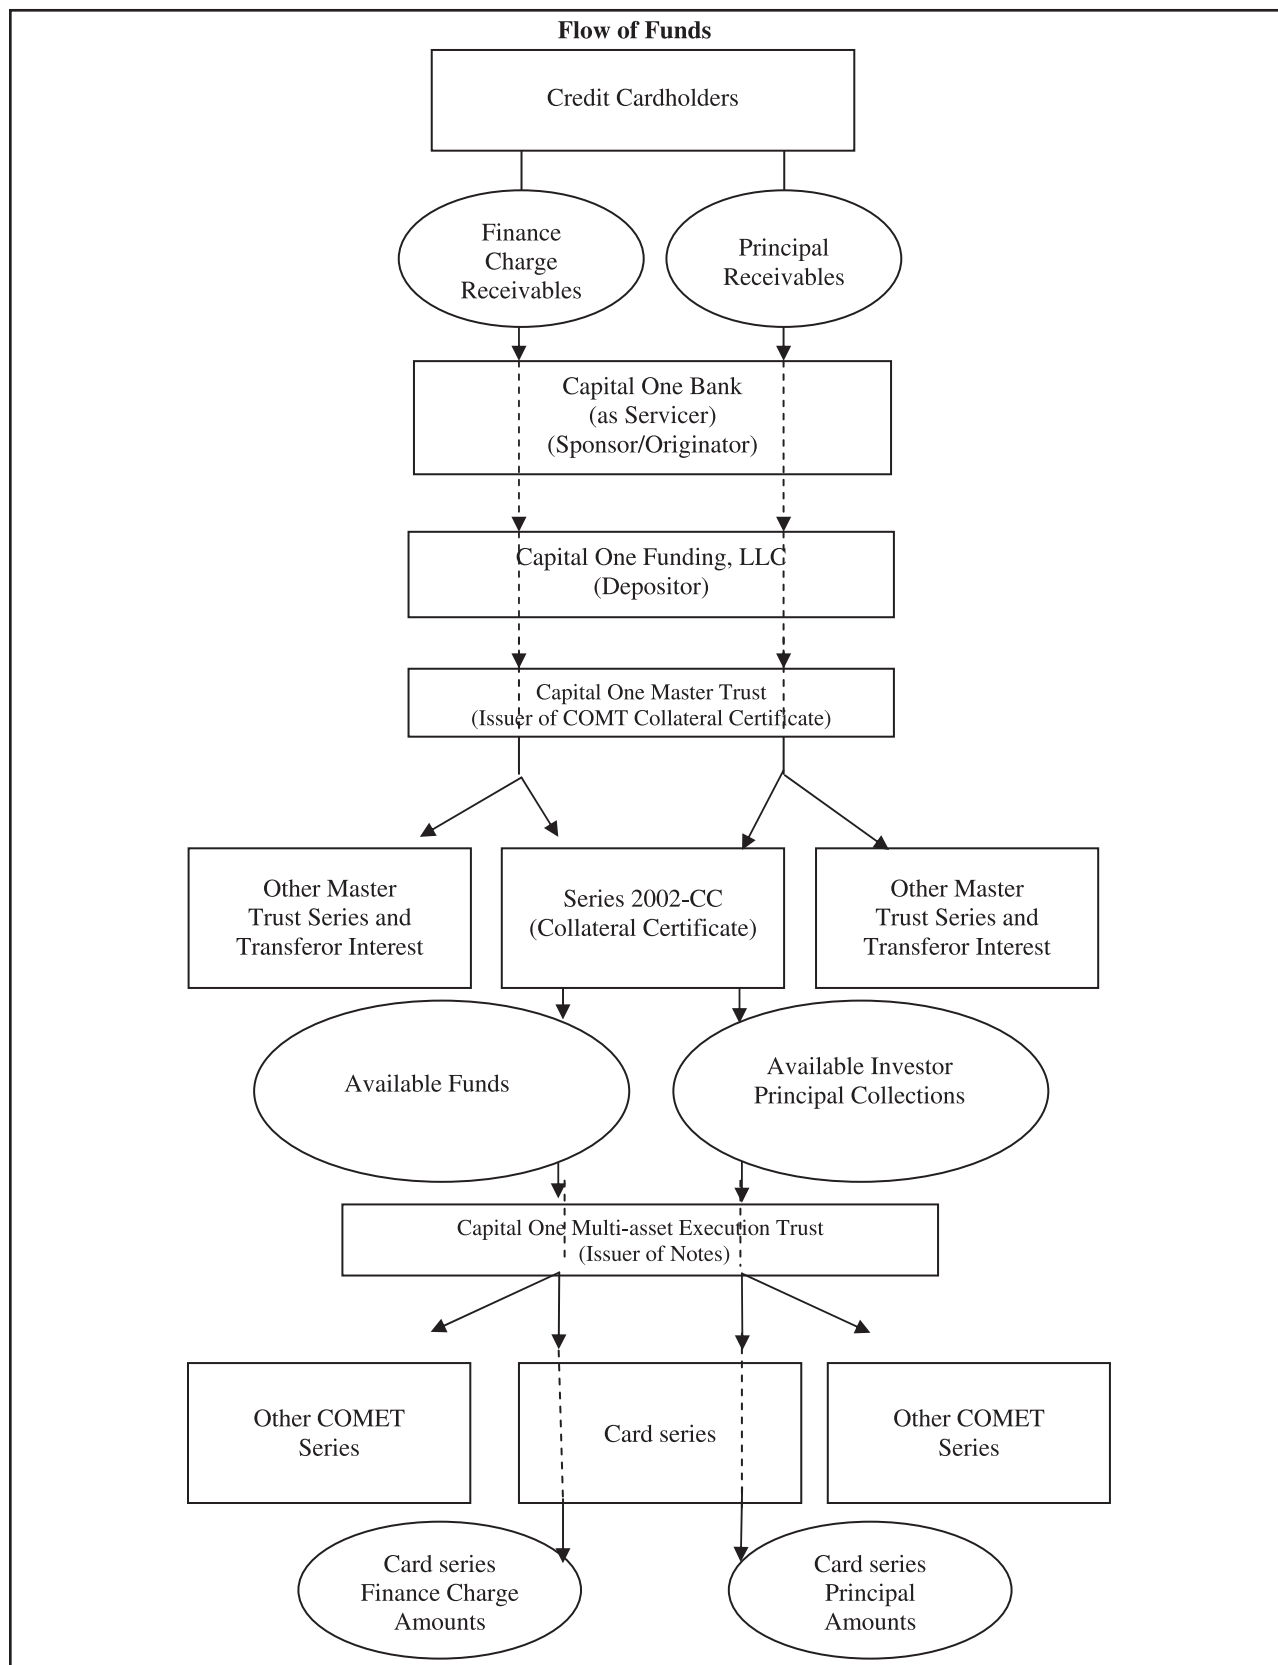 Flow of Funds
Credit Cardholders
Finance
Charge
Receivables
Principal
Receivables
Capital One Bank
(as Servicer)
(Sponsor/Originator)
Capital One Funding, LLC
(Depositor)
Capital One Master Trust
(Issuer of COMT Collateral Certificate)
Other Master
Trust Series and
Transferor Interest
Series 2002-CC
(Collateral Certificate)
Other Master
Trust Series and
Transferor Interest
Available Funds
Available Investor
Principal Collections
Capital One Multi-asset Execution Trust
(Issuer of Notes)
Other COMET
Series
Card series
Other COMET
Series
Card series
Finance Charge
Amounts
Card series
Principal
Amounts